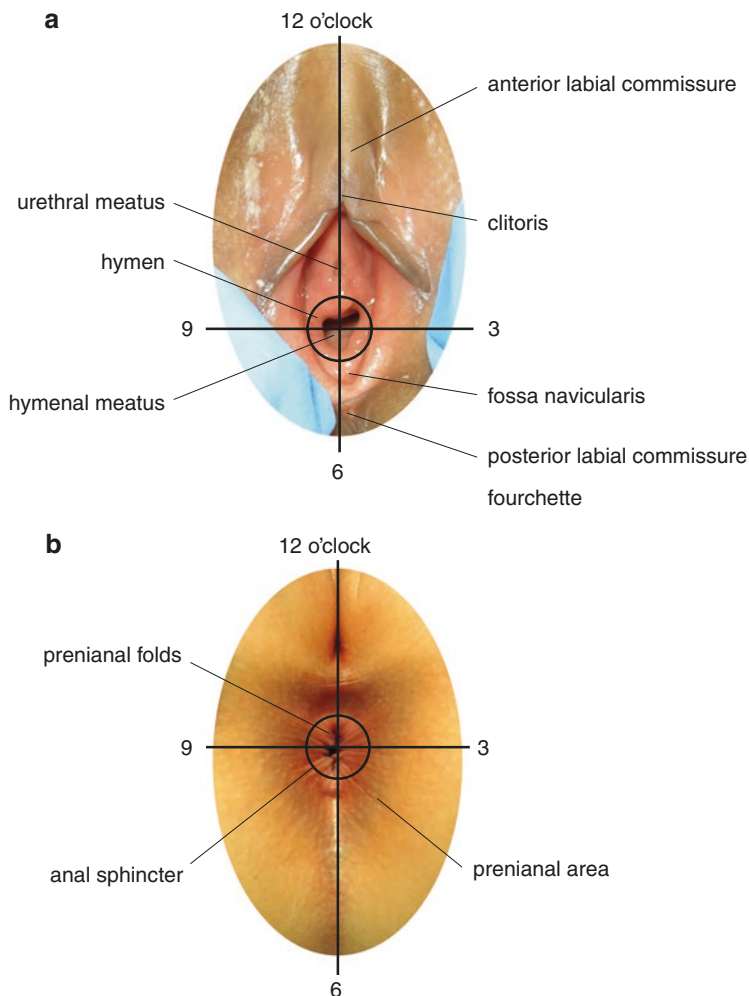 a
12 o'clock
anterior labial commissure
urethral meatus
clitoris
hymen
9
3
hymenal meatus
fossa navicularis
posterior labial commissure
6
fourchette
b
12 o'clock
prenianal folds
9
3
anal sphincter
prenianal area
6